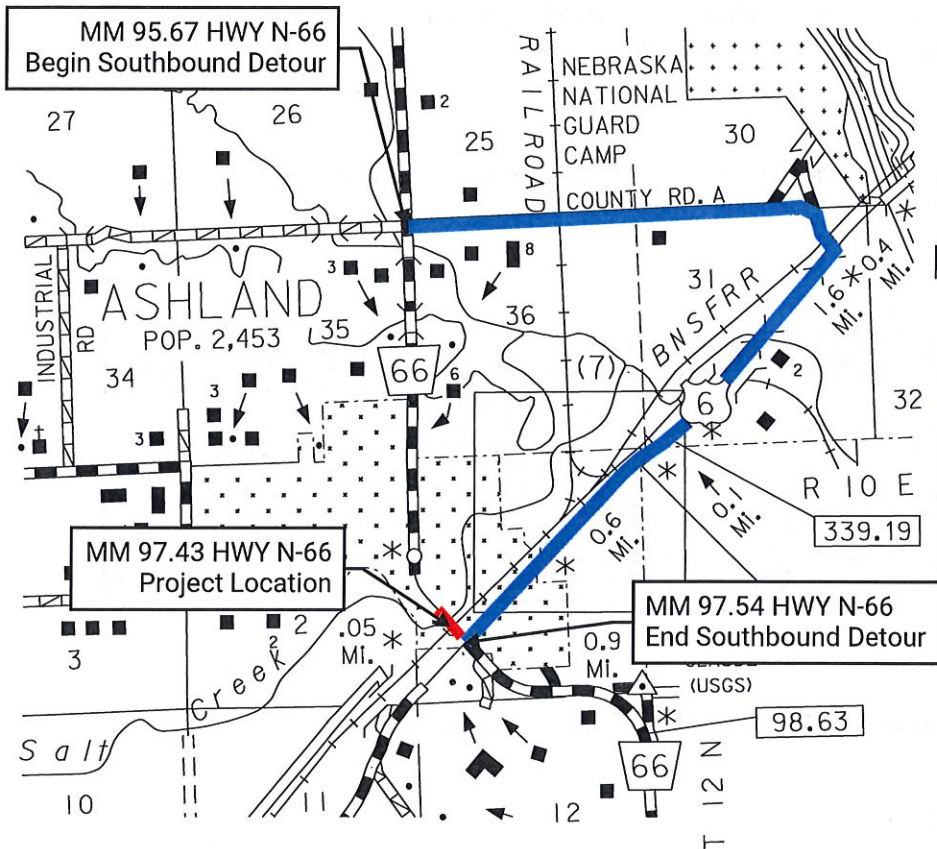 MM 95.67 HWY N-66
Begin Southbound Detour
RAILROAD
NEBRASKA
NATIONAL
GUARD
CAMP
27
26
2
25
30
COUNTY RD. A
INDUSTRIAL
RD
3
8
ASHLAND
POP. 2,453
35
36
31
BNSFRR
1.6
Mi.
0.4
Mi.
34
66
(7)
6
2
32
3
6
3
R 10 E
0.1
Mi.
339.19
0.6
Mi.
MM 97.43 HWY N-66
Project Location
MM 97.54 HWY N-66
End Southbound Detour
3
2
2
.05
Mi.
0.9
Mi.
(USGS)
Salt
Creek
98.63
66
10
11
12
T 12 N